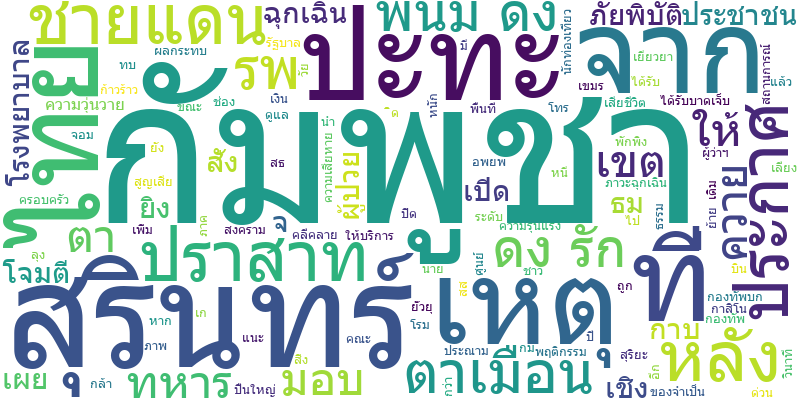 ชายแดน
ฉุกเฉิน
พนม ดง
ภัยพิบัติ
ประชาชน
โรงพยาบาล
ไทย
ผลกระทบ
ทบ
รัฐบาล
วัย
รพ
ปะทะ
มี
นักท่องเที่ยว
จาก
เยียวยา
ได้รับ
แล้ว
สถานการณ์
ก้าวร้าว
ความวุ่นวาย
ขณะ
ช่อง
เงิน
ดูแล
หนัก
พื้นที่
โทร
เขมร
เสียชีวิต
ได้รับบาดเจ็บ
จอม
กัมพูชา
น่า
ให้
ผู้ว่าฯ
ประกาศ
ยัง
สั่ง
สธ
ความเสียหาย
ผู้ป่วย
อพยพ
หนี
พักพิง
เขต
ภาวะฉุกเฉิน
เลียง
สูญเสีย
ครอบครัว
ยิง
ภาค
เปิด
ธม
ย้าย
เดิม
ควาย
ตา
เพิ่ม
สงคราม
จ
ปิด
ระดับ
ไป
ธรรม
ลุง
ปราสาท
คลี่คลาย
ให้บริการ
ความรุนแรง
ดง รัก
ที่
โจมตี
สุรินทร์
นาย
ศูนย์
ชาว
บิน
สส
ถูก
กองทัพบก
หาก
เก
ยั่วยุ
เหตุ
กาสิโน
กองทัพ
ภาพ
แนะ
คณะ
โรม
ประณาม
กม
พฤติกรรม
ปี
สุริยะ
กาบ
หลัง
เผย
กล้า
ทหาร
ปืนใหญ่
มอบ
ตาเมือน
กว่า
เชิง
อีก
ของจำเป็น
ด่วน
วินาที